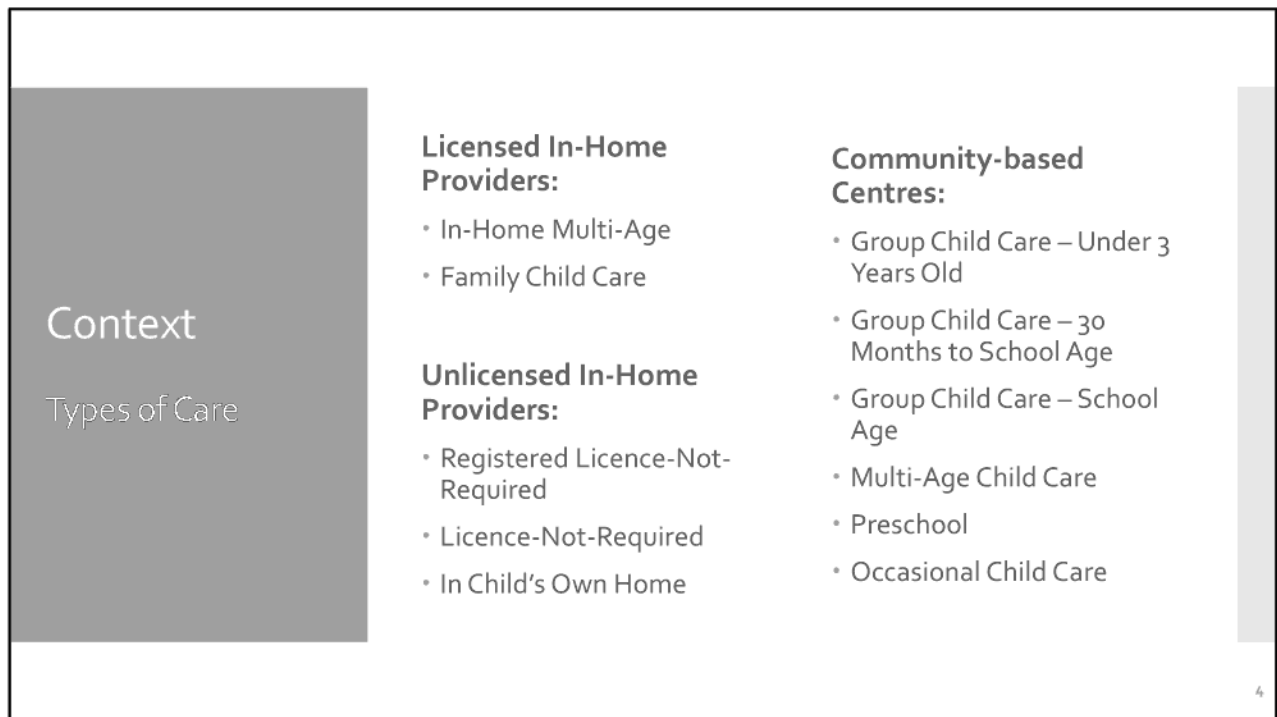 Context
Types of Care
Licensed In-Home
Providers:
• In-Home Multi-Age
• Family Child Care
Unlicensed In-Home
Providers:
• Registered Licence-Not-
Required
• Licence-Not-Required
• In Child’s Own Home
Community-based
Centres:
• Group Child Care – Under 3
Years Old
• Group Child Care – 30
Months to School Age
• Group Child Care – School
Age
• Multi-Age Child Care
• Preschool
• Occasional Child Care
4